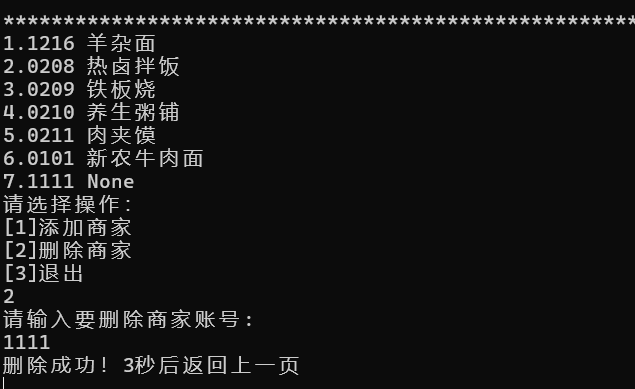 *****************************************************
1.1216 羊杂面
2.0208 热卤拌饭
3.0209 铁板烧
4.0210 养生粥铺
5.0211 肉夹馍
6.0101 新农牛肉面
7.1111 None
请选择操作:
[1]添加商家
[2]删除商家
[3]退出
2
请输入要删除商家账号:
1111
删除成功! 3秒后返回上一页